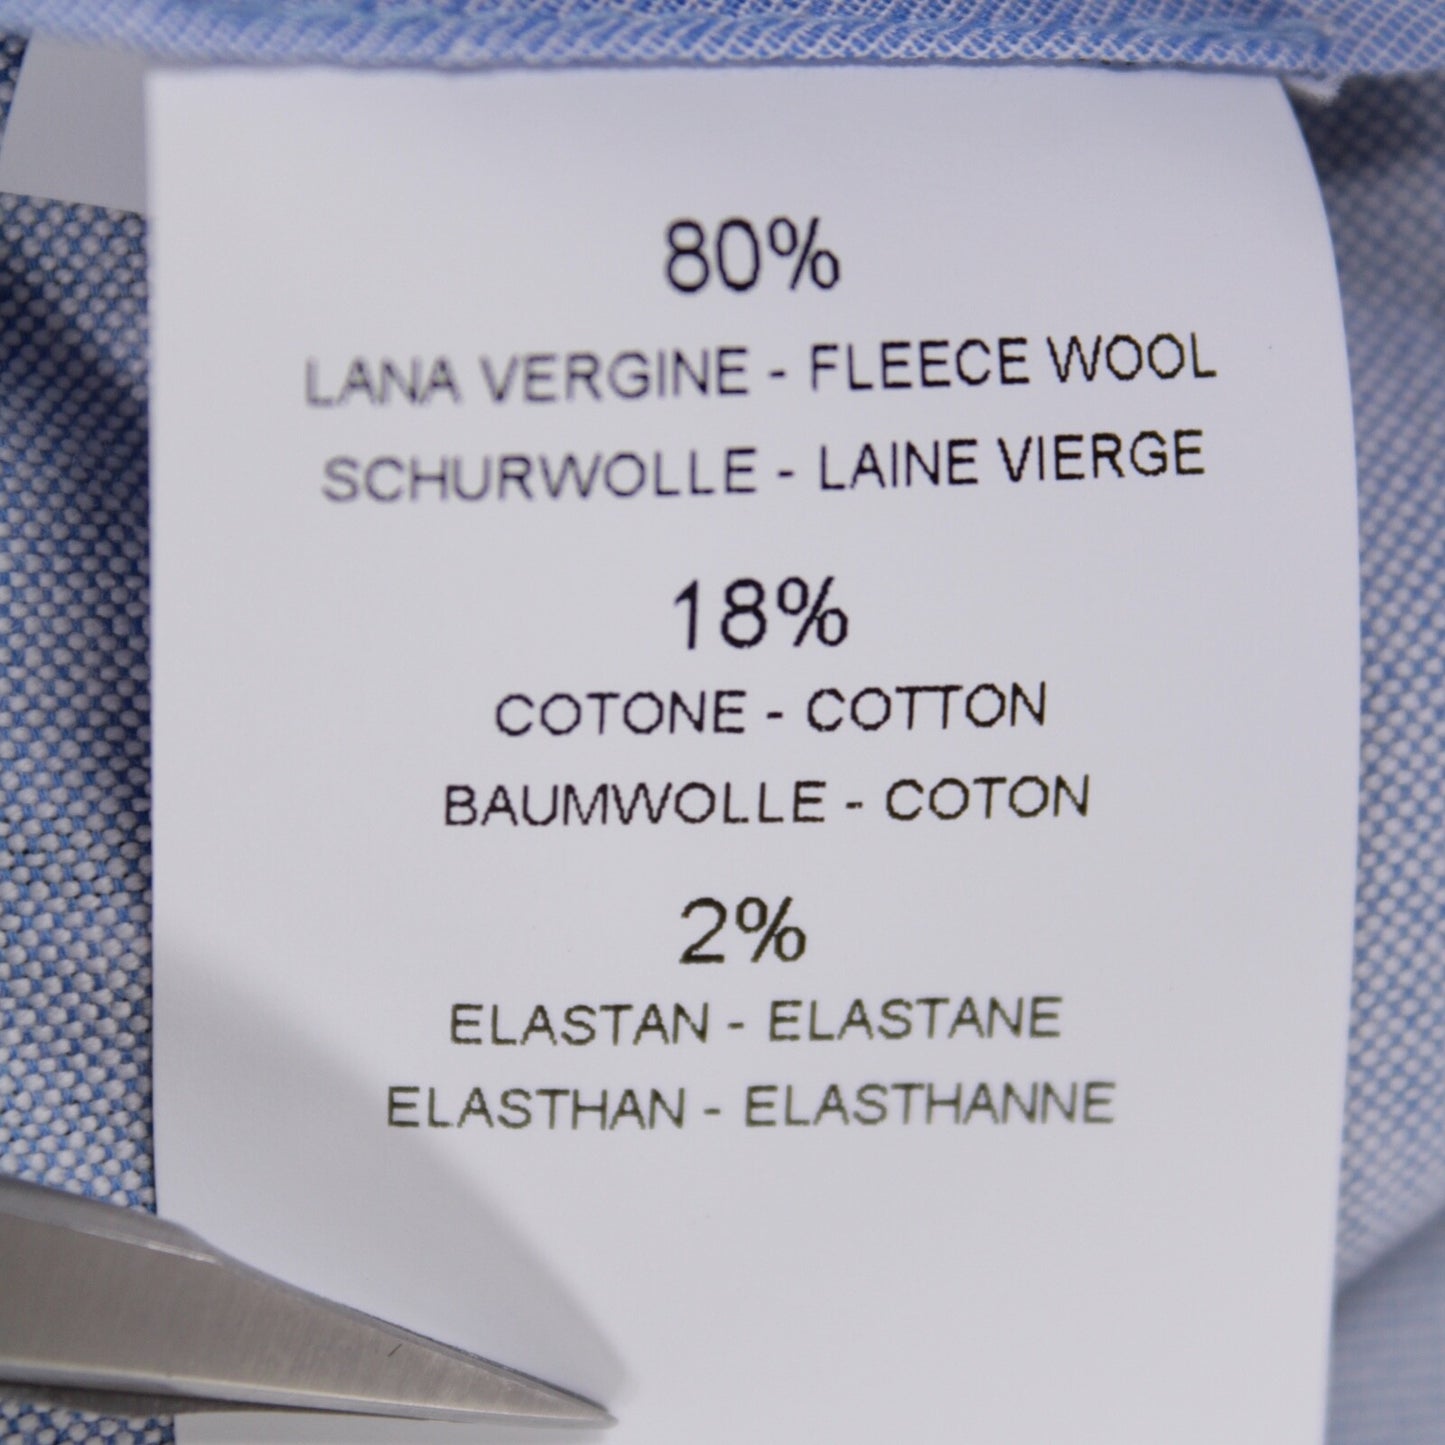 80%
LANA VERGINE - FLEECE WOOL
SCHURWOLLE - LAINE VIERGE
18%
COTONE - COTTON
BAUMWOLLE - COTON
2%
ELASTAN - ELASTANE
ELASTHAN - ELASTHANNE